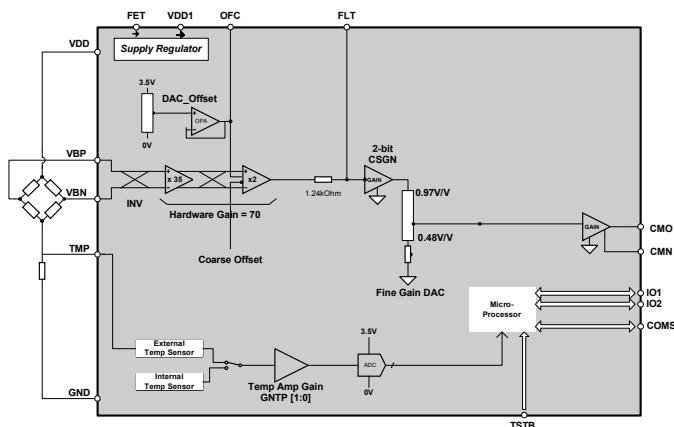 FET
VDD1
OFC
FLT
VDD
Supply Regulator
3.5V
DAC_Offset
OPA
0V
2-bit
CSGN
VBP
x 35
x2
GAIN
1.24kOhm
0.97V/V
VBN
INV
Hardware Gain = 70
GAIN
CMO
0.48V/V
CMN
TMP
Coarse Offset
Fine Gain DAC
IO1
Micro-
Processor
IO2
COMS
3.5V
External
Temp Sensor
ADC
Internal
Temp Sensor
Temp Amp Gain
GNTP [1:0]
0V
GND
TSTB